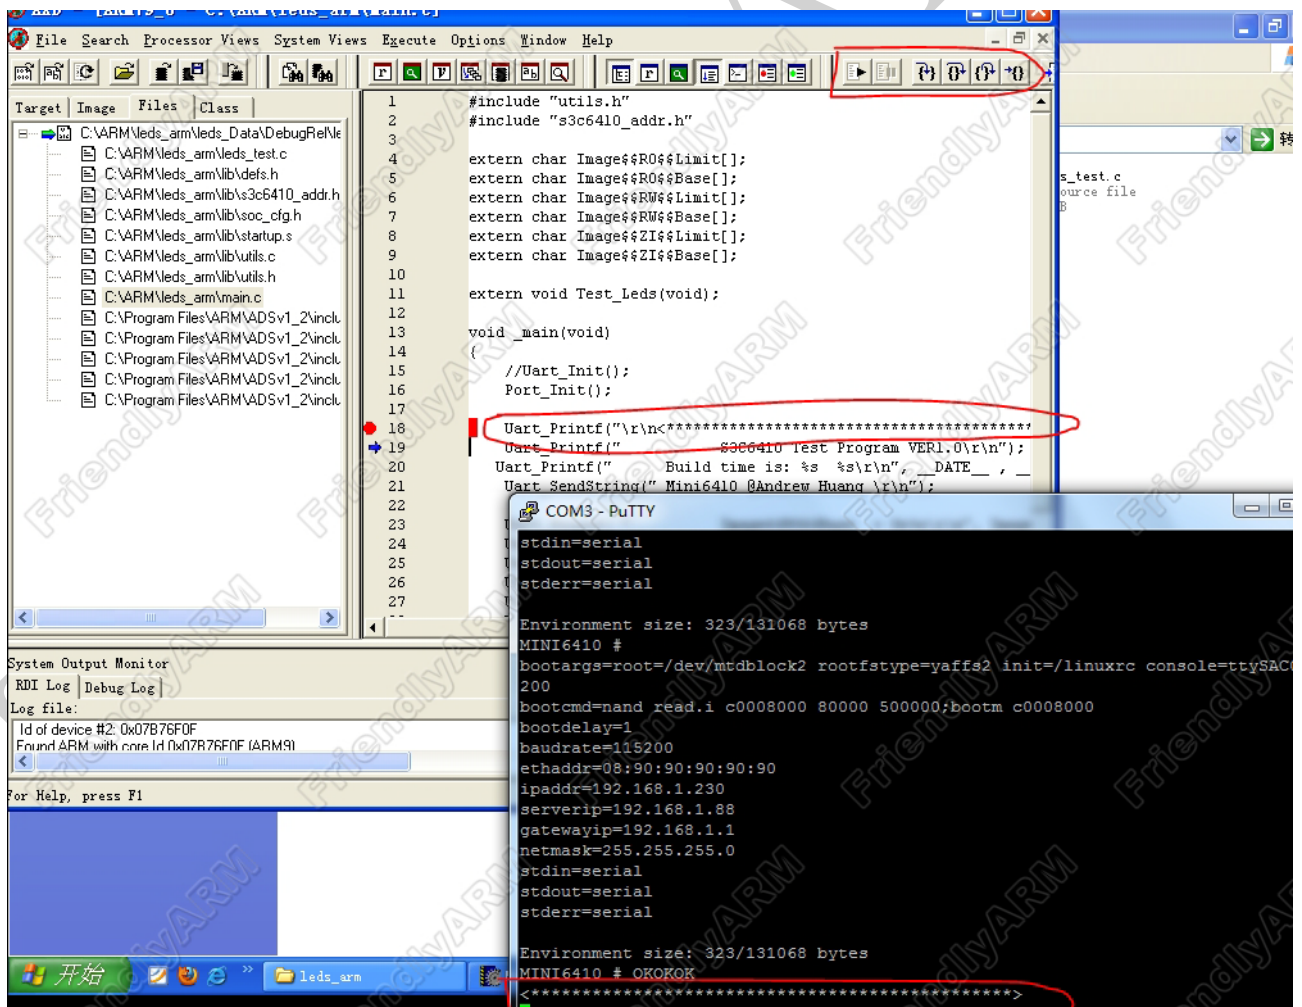 AXD - [ARM79_0 - C:\ARM\leds_arm\main.c]
File Search Processor Views System Views Execute Options Window Help
Target Image Files Class
C:\ARM\leds_arm\leds_Data\DebugRel\le
C:\ARM\leds_arm\leds_test.c
C:\ARM\leds_arm\lib\defs.h
C:\ARM\leds_arm\lib\s3c6410_addr.h
C:\ARM\leds_arm\lib\soc_cfg.h
C:\ARM\leds_arm\lib\startup.s
C:\ARM\leds_arm\lib\utils.c
C:\ARM\leds_arm\lib\utils.h
C:\ARM\leds_arm\main.c
C:\Program Files\ARM\ADSv1_2\inclu
C:\Program Files\ARM\ADSv1_2\inclu
C:\Program Files\ARM\ADSv1_2\inclu
C:\Program Files\ARM\ADSv1_2\inclu
C:\Program Files\ARM\ADSv1_2\inclu
1 #include "utils.h"
2 #include "s3c6410_addr.h"
3
4 extern char Image$$RO$$Limit[];
5 extern char Image$$RO$$Base[];
6 extern char Image$$RW$$Limit[];
7 extern char Image$$RW$$Base[];
8 extern char Image$$ZI$$Limit[];
9 extern char Image$$ZI$$Base[];
10
11 extern void Test_Leds(void);
12
13 void _main(void)
14 {
15 //Uart_Init();
16 Port_Init();
17
18 Uart_Printf("\r\n<*****************************************
19 Uart_Printf(" S3C6410 Test Program VER1.0\r\n");
20 Uart_Printf(" Build time is: %s %s\r\n", __DATE__ , __
21 Uart_SendString(" Mini6410 @Andrew Huang \r\n");
22
23
24
25
26
27
转
s_test.c
ource file
B
System Output Monitor
RDI Log Debug Log
Log file:
Id of device #2: 0x07B76F0F
Found ARM with core Id 0x07B76F0F (ARM9)
For Help, press F1
开始
leds_arm
COM3 - PuTTY
stdin=serial
stdout=serial
stderr=serial
Environment size: 323/131068 bytes
MINI6410 #
bootargs=root=/dev/mtdblock2 rootfstype=yaffs2 init=/linuxrc console=ttySAC0
200
bootcmd=nand read.i c0008000 80000 500000;bootm c0008000
bootdelay=1
baudrate=115200
ethaddr=08:90:90:90:90:90
ipaddr=192.168.1.230
serverip=192.168.1.88
gatewayip=192.168.1.1
netmask=255.255.255.0
stdin=serial
stdout=serial
stderr=serial
Environment size: 323/131068 bytes
MINI6410 # OKOKOK
<************************************************>
FriendlyARM